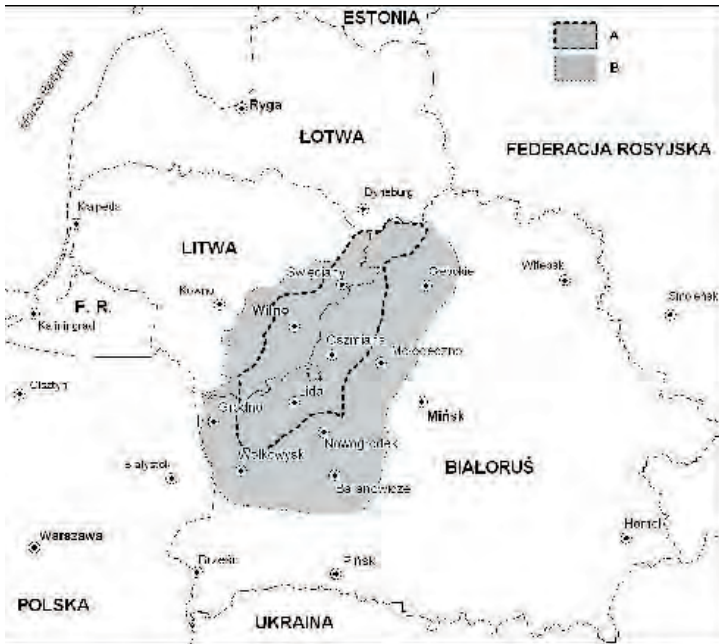 ESTONIA
A
B
Ryga
ŁOTWA
FEDERACJA ROSYJSKA
Dyneburg
Kłajpeda
LITWA
Święciany
Głębokie
Witebsk
Kowno
Smoleńsk
F. R.
Wilno
Kaliningrad
Oszmiana
Mołodeczno
Olsztyn
Lida
Grodno
Mińsk
Nowogródek
Wołkowysk
BIAŁORUŚ
Białystok
Baranowicze
Homel
Warszawa
Brześć
Pińsk
POLSKA
UKRAINA